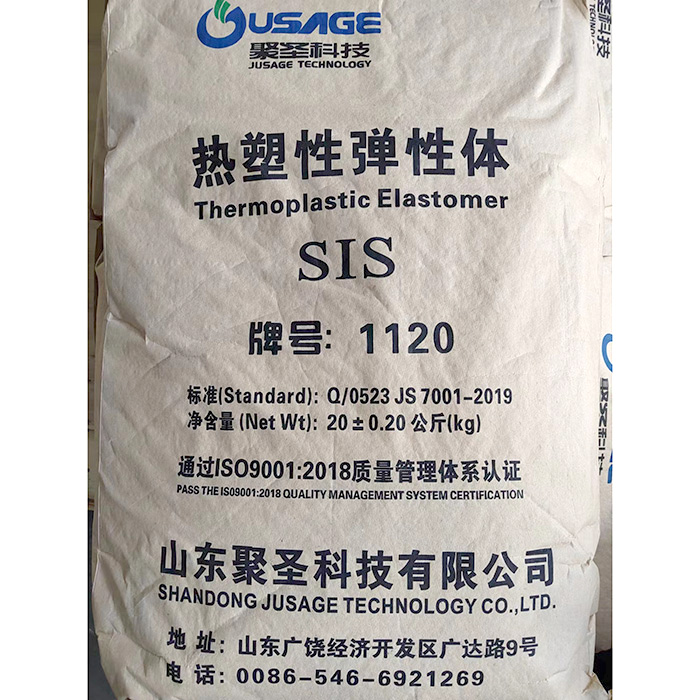 JUSAGE
聚圣科技
JUSAGE TECHNOLOGY
热塑性弹性体
Thermoplastic Elastomer
SIS
牌号: 1120
标准(Standard): Q/0523 JS 7001-2019
净含量 (Net Wt): 20±0.20 公斤(kg)
通过ISO9001:2018质量管理体系认证
PASS THE IS09001:2018 QUALITY MANAGEMENT SYSTEM CERTIFICATION
山东聚圣科技有限公司
SHANDONG JUSAGE TECHNOLOGY CO.,LTD.
地 址: 山东广饶经济开发区广达路9号
电 话: 0086-546-6921269